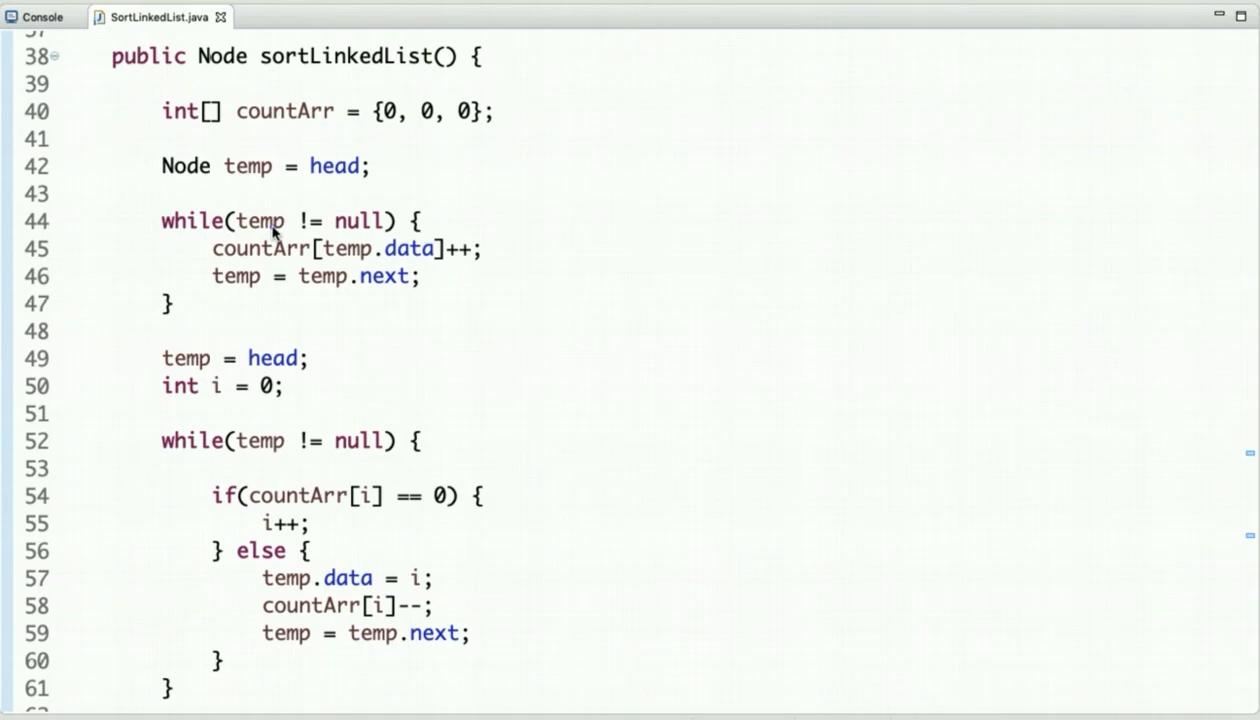 Console SortLinkedList.java
37
38 public Node sortLinkedList() {
39
40 int[] countArr = {0, 0, 0};
41
42 Node temp = head;
43
44 while(temp != null) {
45 countArr[temp.data]++;
46 temp = temp.next;
47 }
48
49 temp = head;
50 int i = 0;
51
52 while(temp != null) {
53
54 if(countArr[i] == 0) {
55 i++;
56 } else {
57 temp.data = i;
58 countArr[i]--;
59 temp = temp.next;
60 }
61 }